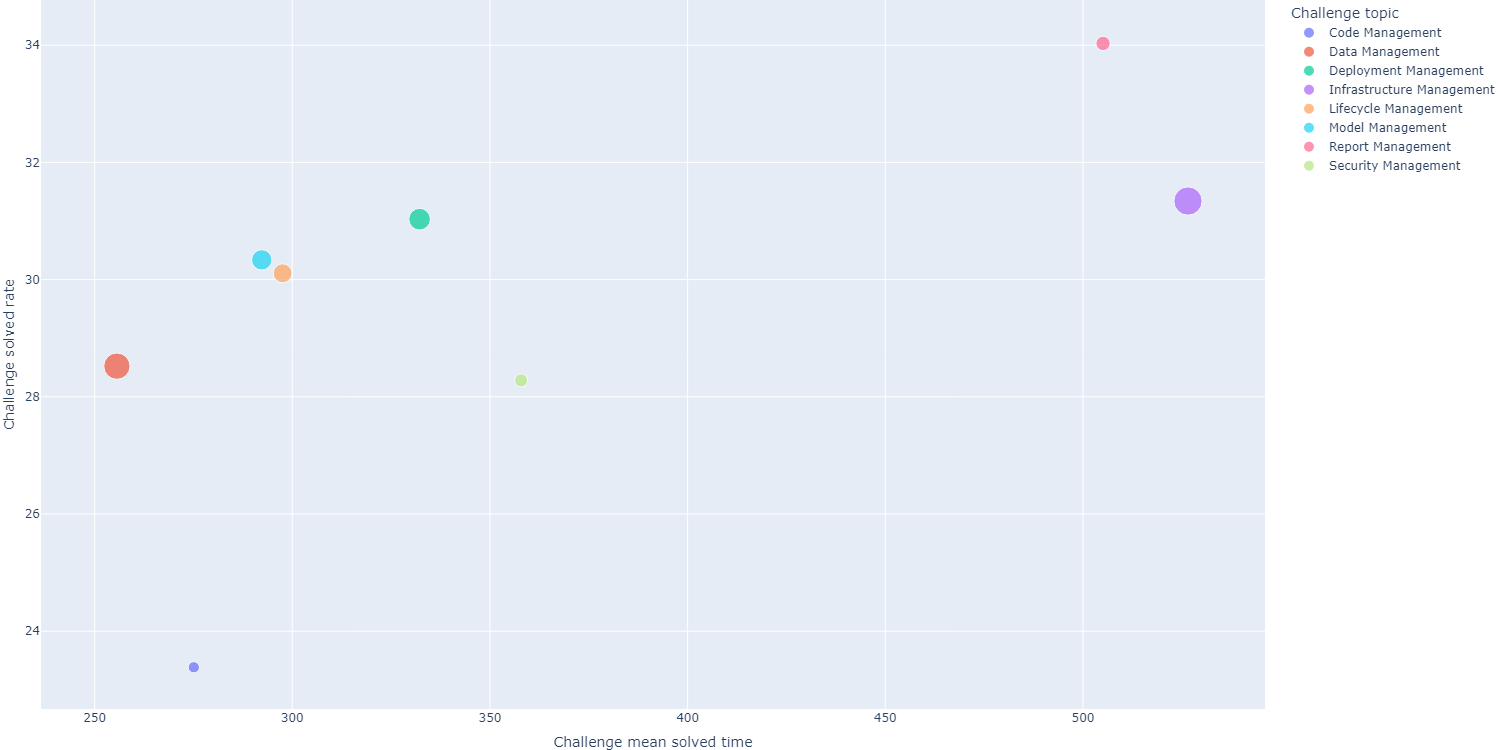 Challenge topic
Code Management
Data Management
Deployment Management
Infrastructure Management
Lifecycle Management
Model Management
Report Management
Security Management
34
32
30
28
26
24
Challenge solved rate
250
300
350
400
450
500
Challenge mean solved time